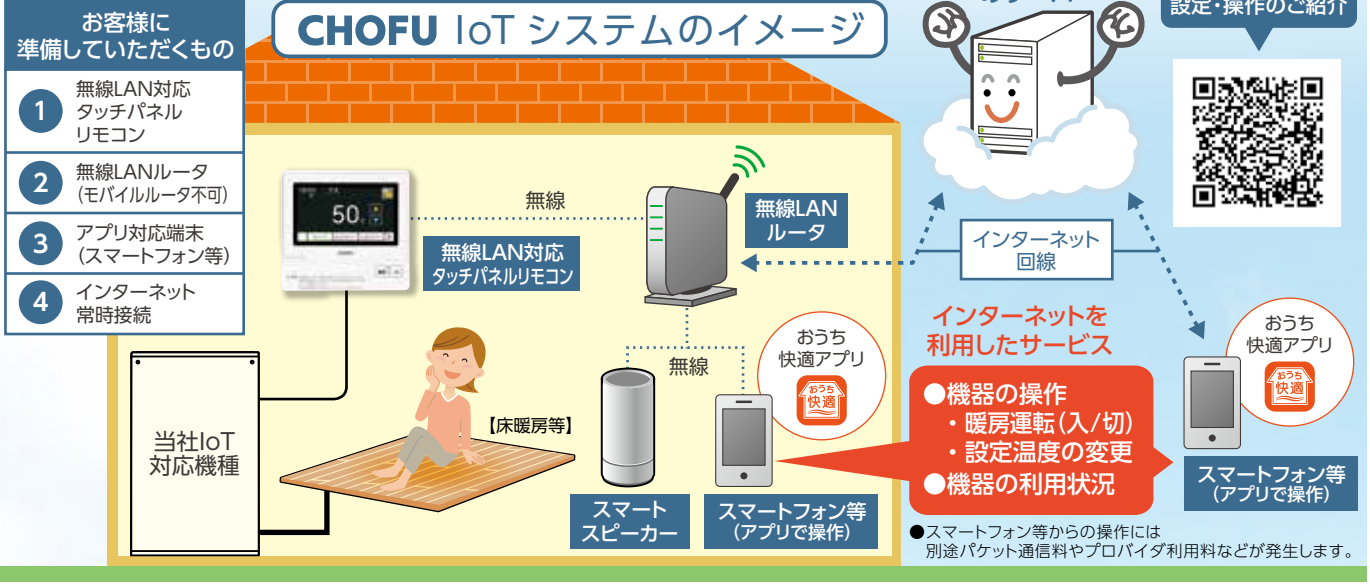 お客様に
準備していただくもの
1
無線LAN対応
タッチパネル
リモコン
2
無線LANルータ
(モバイルルータ不可)
3
アプリ対応端末
(スマートフォン等)
4
インターネット
常時接続
CHOFU IoT システムのイメージ
設定・操作のご紹介
50
無線
無線LAN対応
タッチパネルリモコン
無線LAN
ルータ
インターネット
回線
当社IoT
対応機種
【床暖房等】
無線
スマート
スピーカー
スマートフォン等
(アプリで操作)
おうち
快適アプリ
おうち
快適
インターネットを
利用したサービス
●機器の操作
・暖房運転(入/切)
・設定温度の変更
●機器の利用状況
おうち
快適アプリ
おうち
快適
スマートフォン等
(アプリで操作)
●スマートフォン等からの操作には
別途パケット通信料やプロバイダ利用料などが発生します。